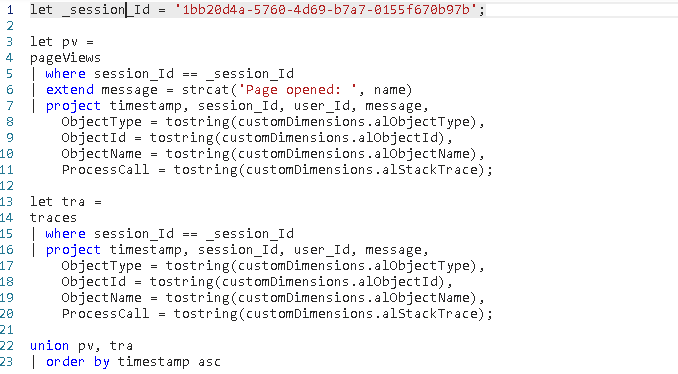 1 let _session_Id = '1bb20d4a-5760-4d69-b7a7-0155f670b97b';
2
3 let pv =
4 pageViews
5 | where session_Id == _session_Id
6 | extend message = strcat('Page opened: ', name)
7 | project timestamp, session_Id, user_Id, message,
8     ObjectType = tostring(customDimensions.alObjectType),
9     ObjectId = tostring(customDimensions.alObjectId),
10     ObjectName = tostring(customDimensions.alObjectName),
11     ProcessCall = tostring(customDimensions.alStackTrace);
12
13 let tra =
14 traces
15 | where session_Id == _session_Id
16 | project timestamp, session_Id, user_Id, message,
17     ObjectType = tostring(customDimensions.alObjectType),
18     ObjectId = tostring(customDimensions.alObjectId),
19     ObjectName = tostring(customDimensions.alObjectName),
20     ProcessCall = tostring(customDimensions.alStackTrace);
21
22 union pv, tra
23 | order by timestamp asc